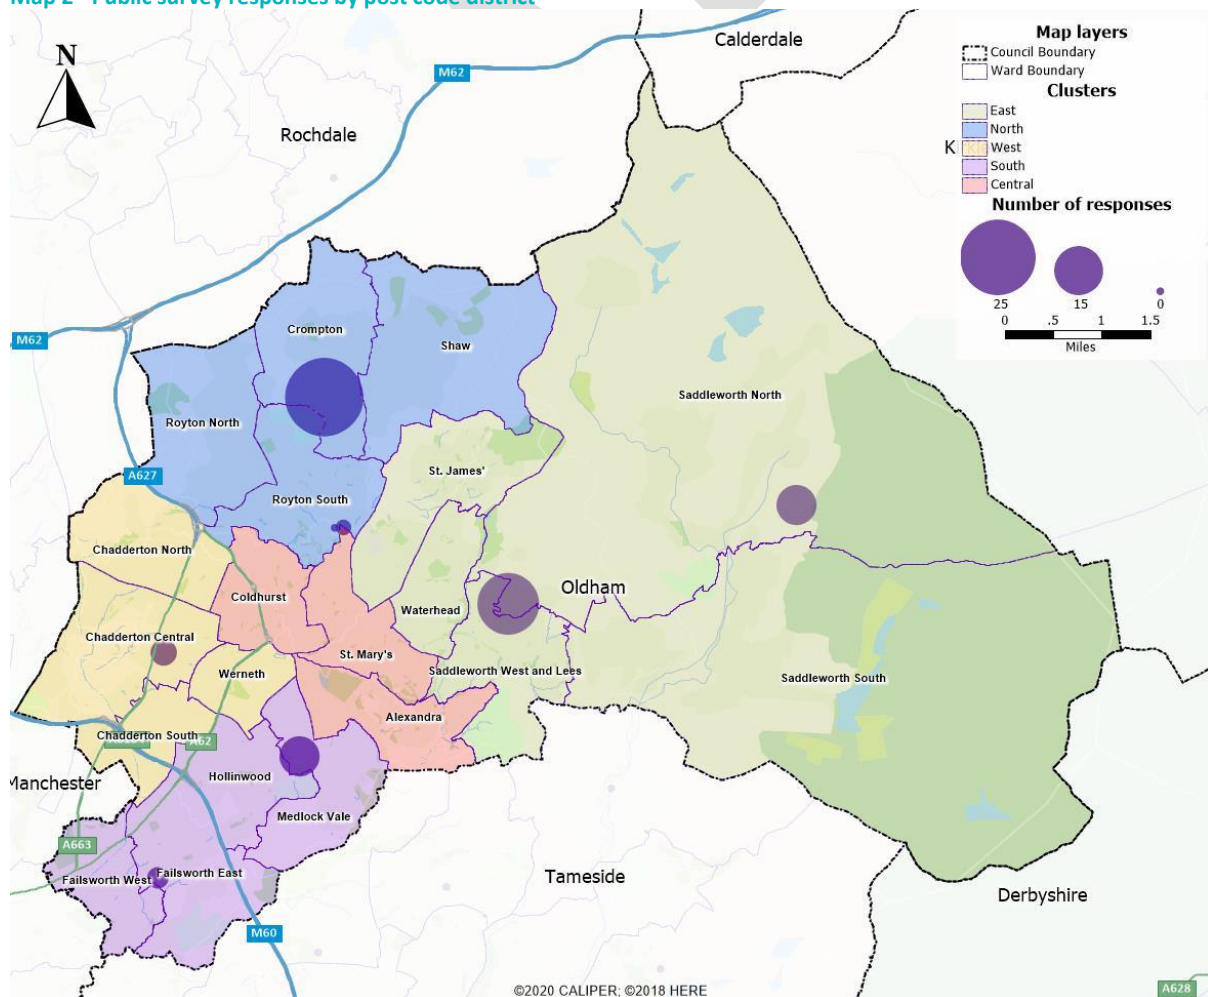 Map 2 - Public survey responses by post code district
Calderdale
Map layers
Council Boundary
Ward Boundary
Clusters
East
North
K
West
South
Central
Number of responses
25
15
0
0 .5 1 1.5
Miles
N
M62
Rochdale
M62
Crompton
Shaw
Saddleworth North
Royton North
A627
St. James'
Royton South
Chadderton North
Oldham
Coldhurst
Waterhead
Chadderton Central
St. Mary's
Werneth
Saddleworth West and Lees
Saddleworth South
Alexandra
Chadderton South
A62
Manchester
Hollinwood
Medlock Vale
A663
Failsworth West
Failsworth East
Tameside
Derbyshire
M60
©2020 CALIPER; ©2018 HERE
A628